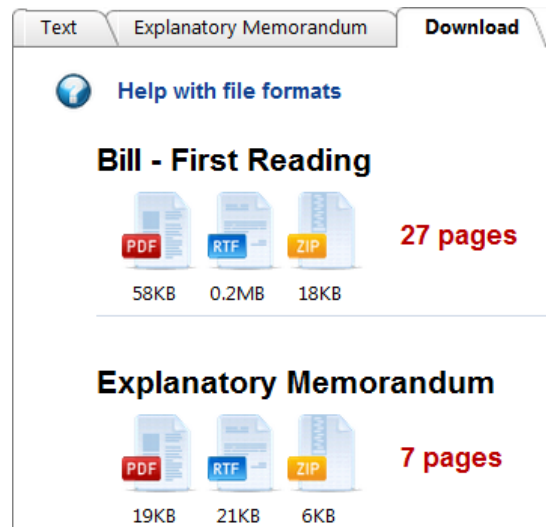 Text Explanatory Memorandum Download
Help with file formats
Bill - First Reading
PDF RTF ZIP 27 pages
58KB 0.2MB 18KB
Explanatory Memorandum
PDF RTF ZIP 7 pages
19KB 21KB 6KB